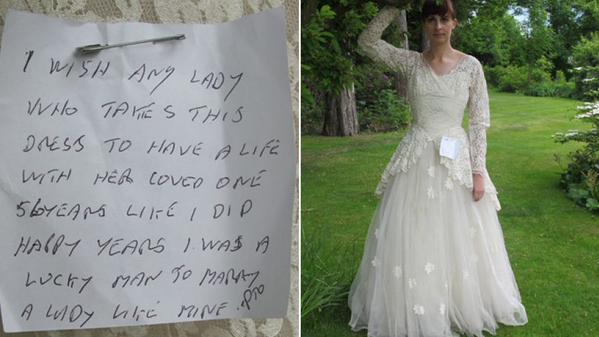 I WISH ANY LADY
WHO TAKES THIS
DRESS TO HAVE A LIFE
WITH HER LOVED ONE
56 YEARS LIKE I DID
HAPPY YEARS I WAS A
LUCKY MAN TO MARRY
A LADY LIKE MINE. PTO